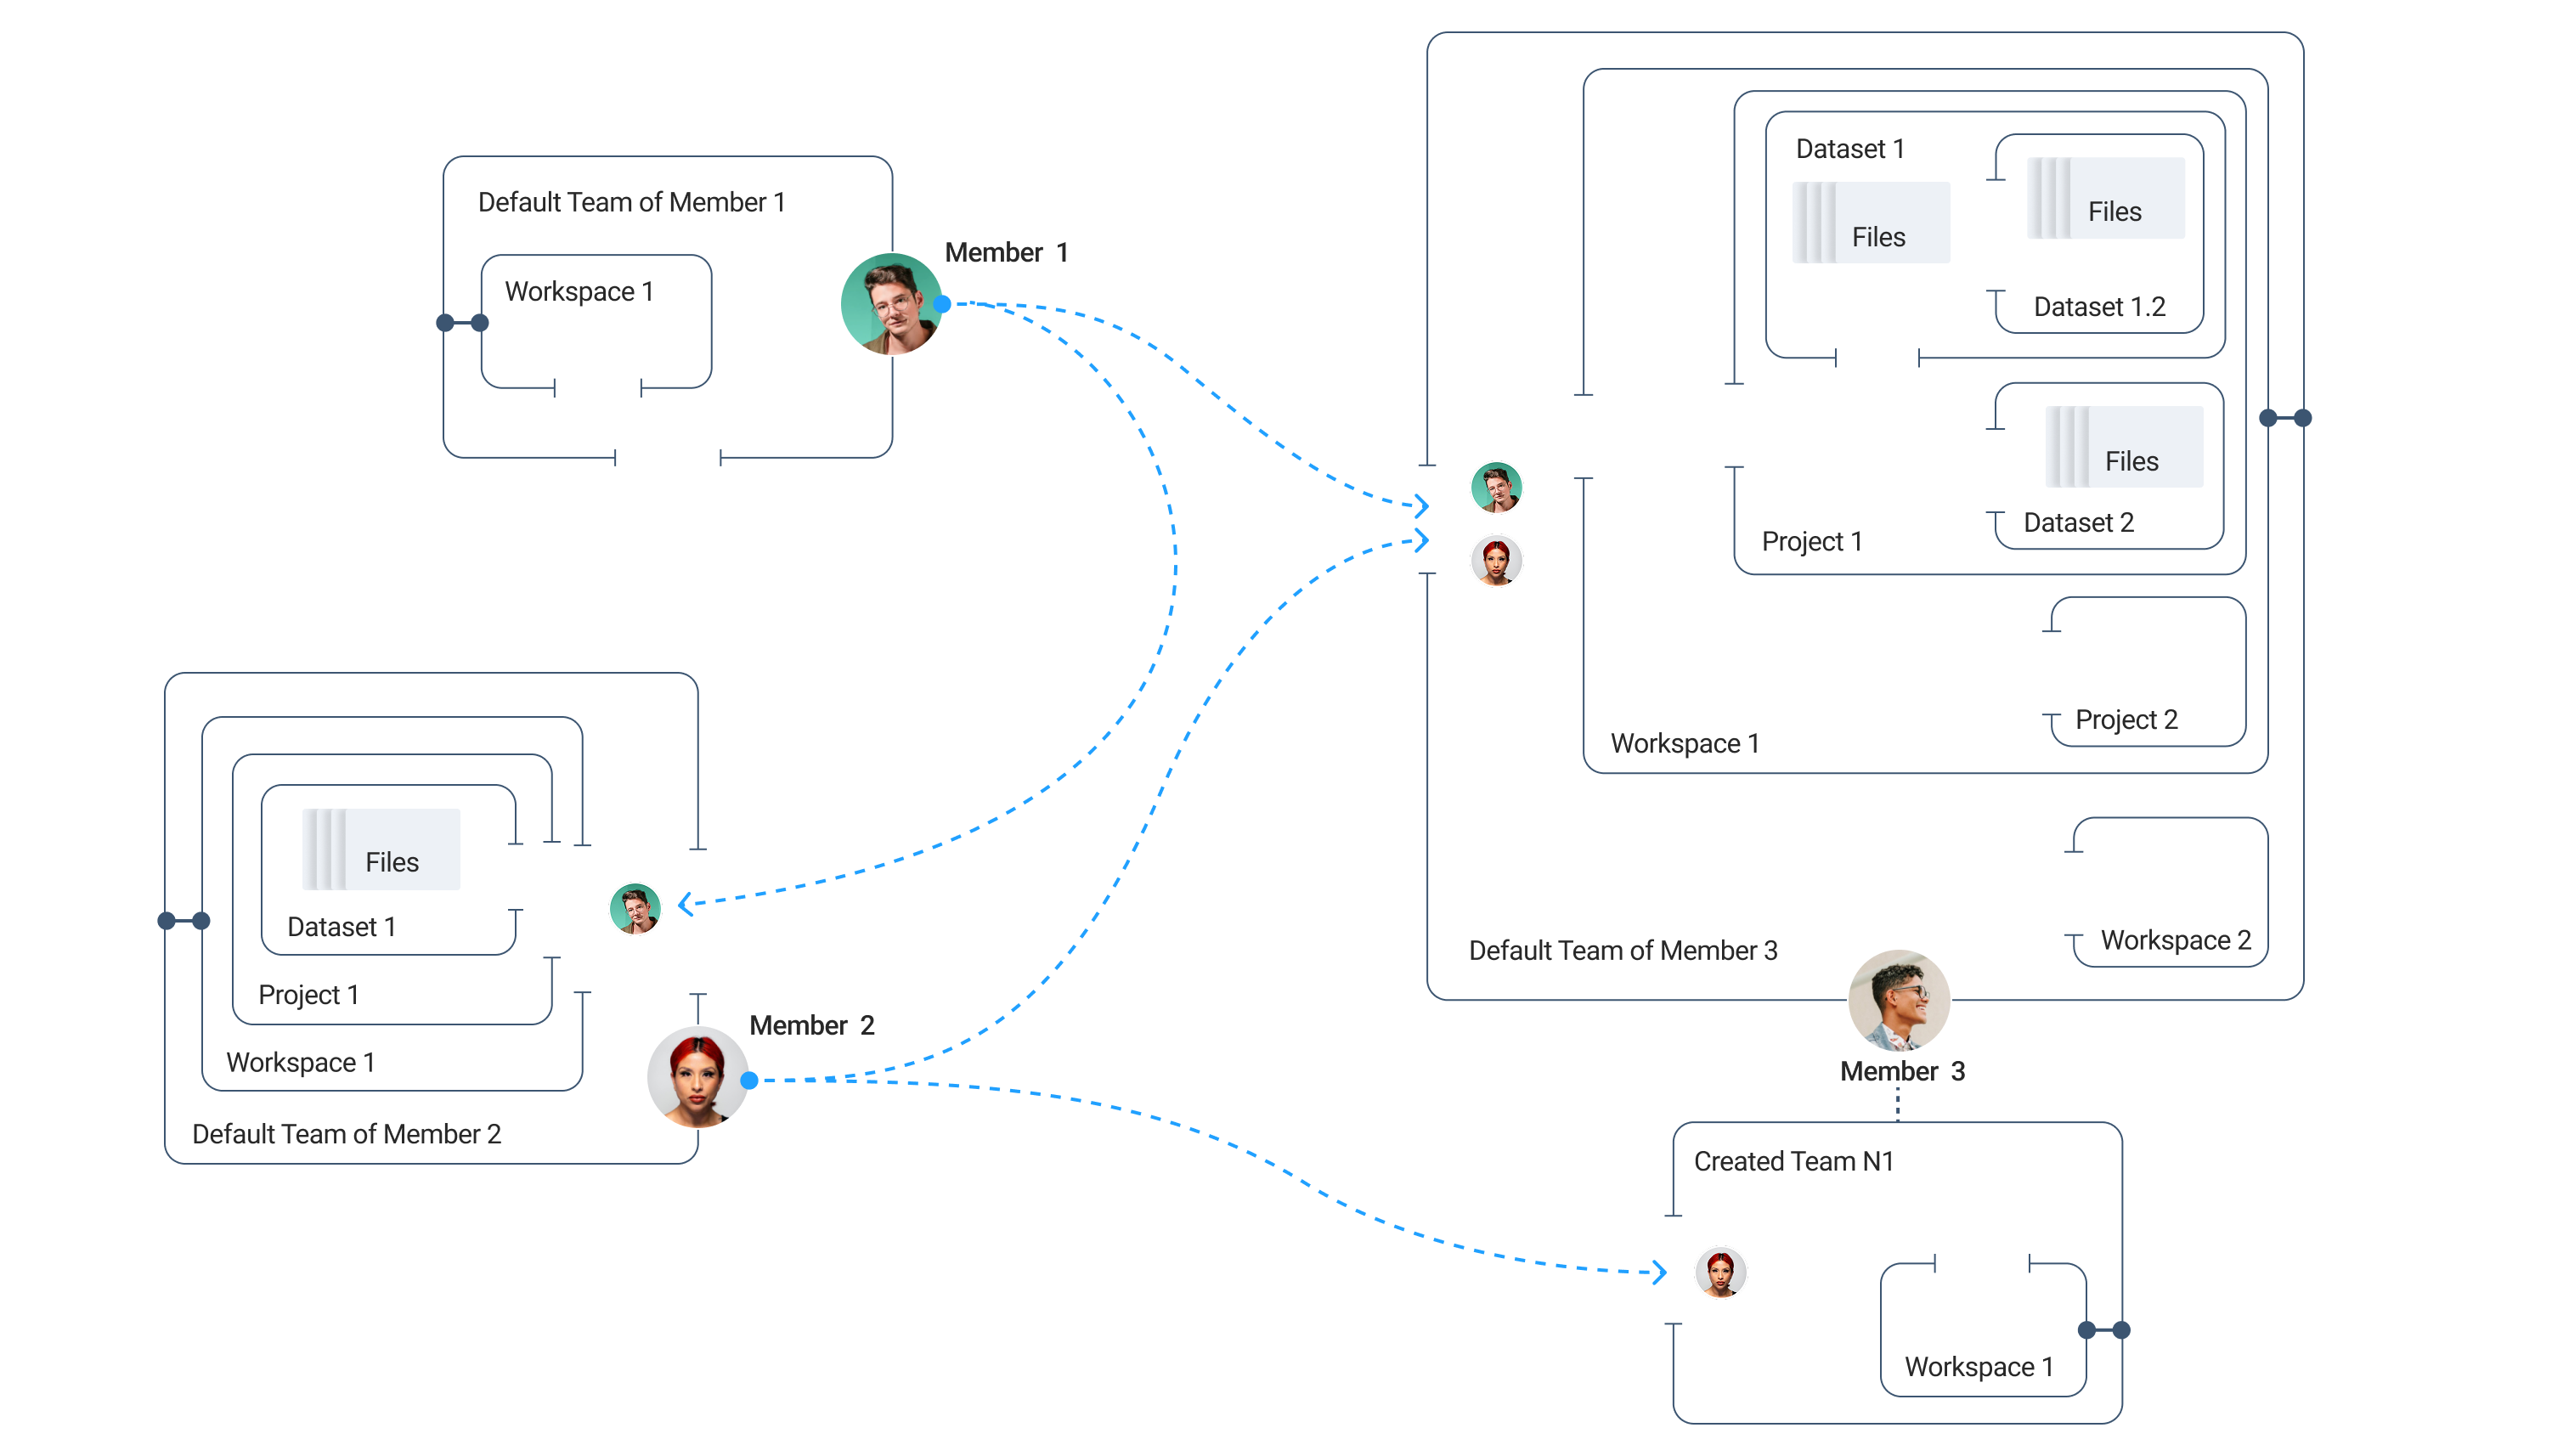 Default Team of Member 1
Workspace 1
Member 1
Dataset 1
Files
Files
Dataset 1.2
Files
Dataset 2
Project 1
Project 2
Workspace 1
Workspace 2
Default Team of Member 3
Member 3
Files
Dataset 1
Project 1
Workspace 1
Default Team of Member 2
Member 2
Created Team N1
Workspace 1